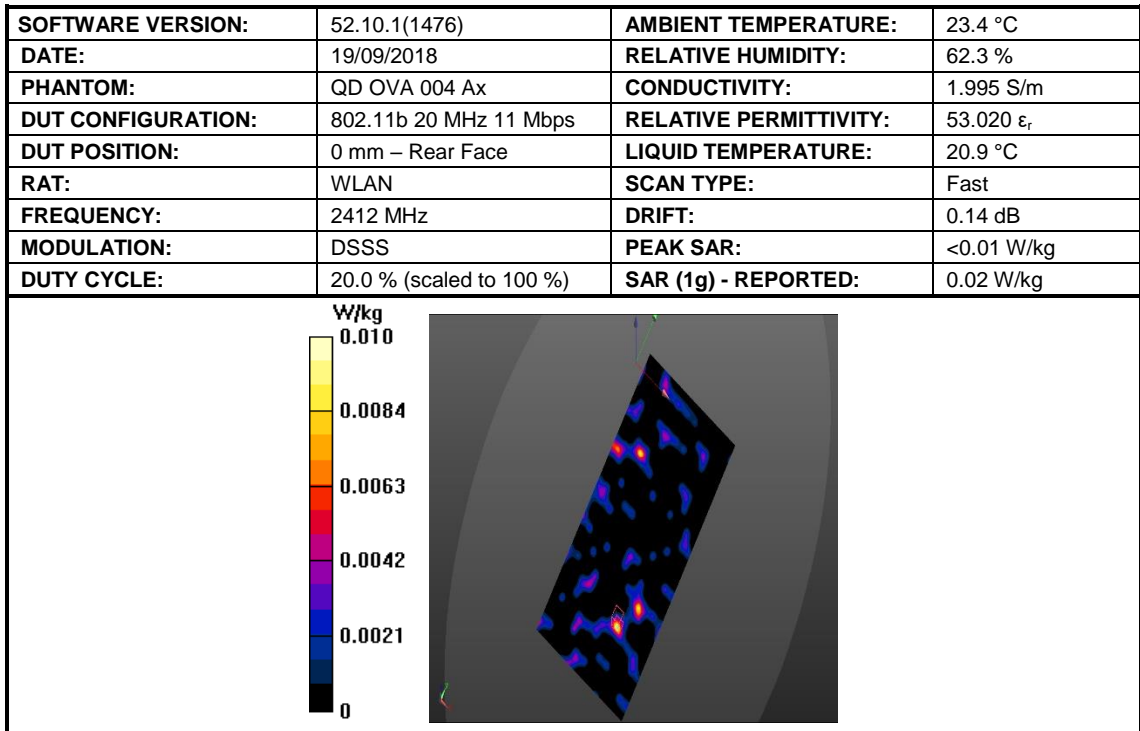 SOFTWARE VERSION: 52.10.1(1476) AMBIENT TEMPERATURE: 23.4 °C
DATE: 19/09/2018 RELATIVE HUMIDITY: 62.3 %
PHANTOM: QD OVA 004 Ax CONDUCTIVITY: 1.995 S/m
DUT CONFIGURATION: 802.11b 20 MHz 11 Mbps RELATIVE PERMITTIVITY: 53.020 εr
DUT POSITION: 0 mm – Rear Face LIQUID TEMPERATURE: 20.9 °C
RAT: WLAN SCAN TYPE: Fast
FREQUENCY: 2412 MHz DRIFT: 0.14 dB
MODULATION: DSSS PEAK SAR: <0.01 W/kg
DUTY CYCLE: 20.0 % (scaled to 100 %) SAR (1g) - REPORTED: 0.02 W/kg
W/kg
0.010
0.0084
0.0063
0.0042
0.0021
0